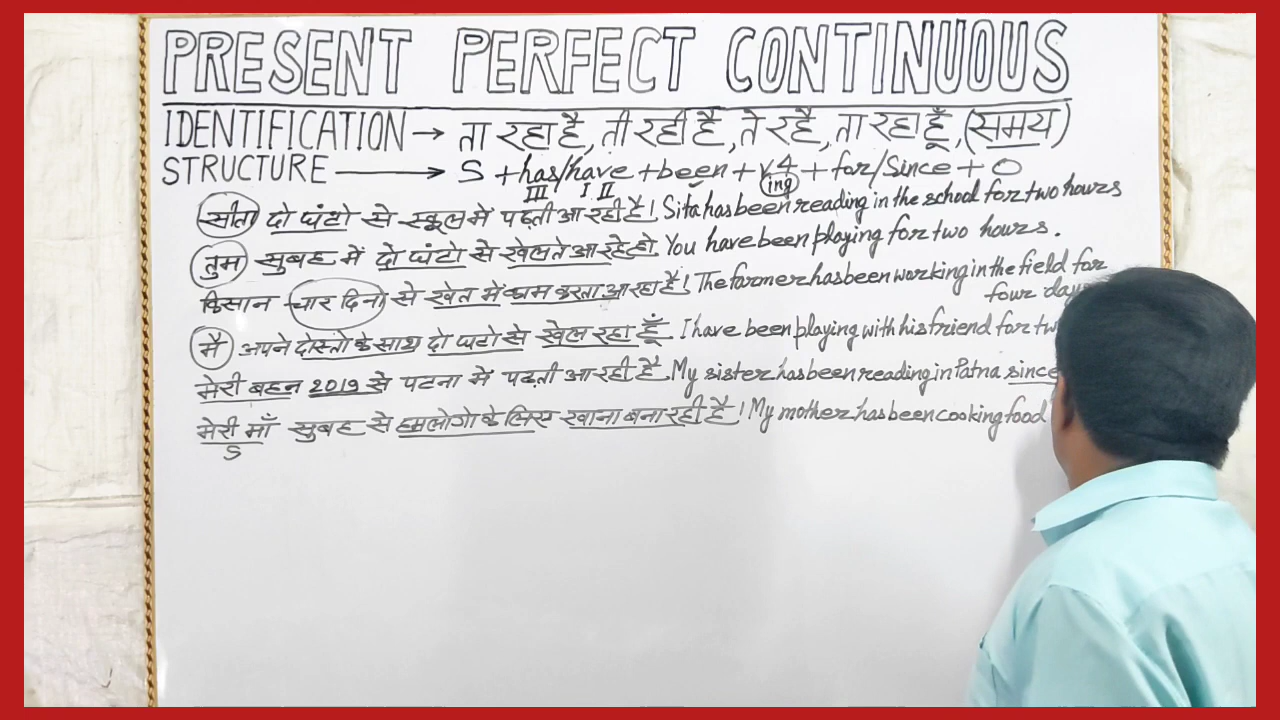 PRESENT PERFECT CONTINUOUS
IDENTIFICATION → ता रहा है, ती रही है, ते रहै, ता रहा हूँ, (समय)
STRUCTURE → S + has/have + been + v4 + for/Since + O
III I II ing
सीता दो घंटो से स्कूल में पढ़ती आ रही है! Sita has been reading in the school for two hours
तुम सुबह में दो घंटो से खेलते आ रहे हो. You have been playing for two hours.
किसान चार दिनो से खेत में काम करता आ रहा है! The farmer has been working in the field for
four days
मैं अपने दोस्तो के साथ दो घंटो से खेल रहा हूँ. I have been playing with his friend for
मेरी बहन 2019 से पटना में पढ़ती आ रही है. My sister has been reading in Patna since
मेरी माँ सुबह से हमलोगो के लिए खाना बना रही है! My mother has been cooking food
S